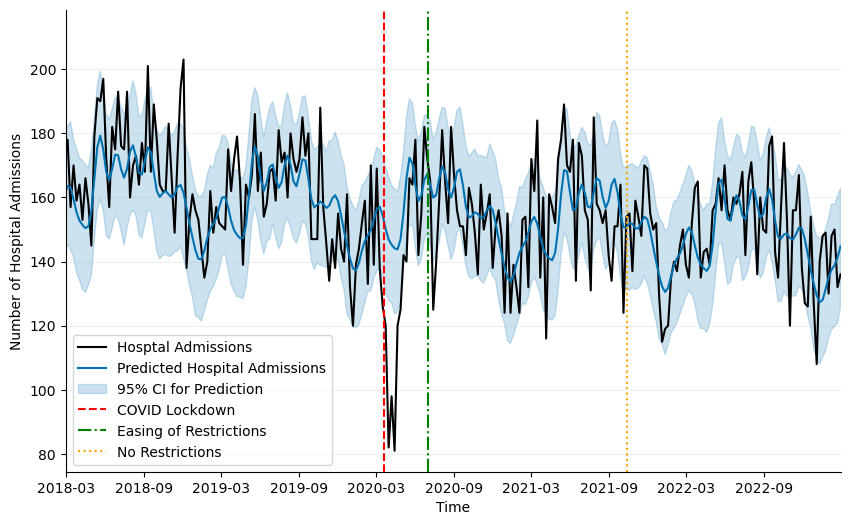 Number of Hospital Admissions
200
180
160
140
120
100
80
Hosptal Admissions
Predicted Hospital Admissions
95% CI for Prediction
COVID Lockdown
Easing of Restrictions
No Restrictions
2018-03 2018-09 2019-03 2019-09 2020-03 2020-09 2021-03 2021-09 2022-03 2022-09
Time